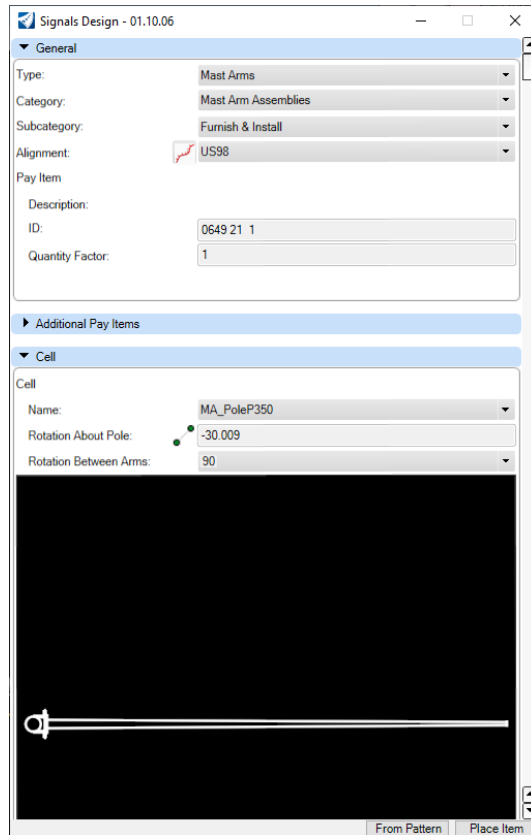 Signals Design - 01.10.06
General
Type: Mast Arms
Category: Mast Arm Assemblies
Subcategory: Furnish & Install
Alignment: US98
Pay Item
Description:
ID: 0649 21  1
Quantity Factor: 1
Additional Pay Items
Cell
Cell
Name: MA_PoleP350
Rotation About Pole: -30.009
Rotation Between Arms: 90
From Pattern Place Item